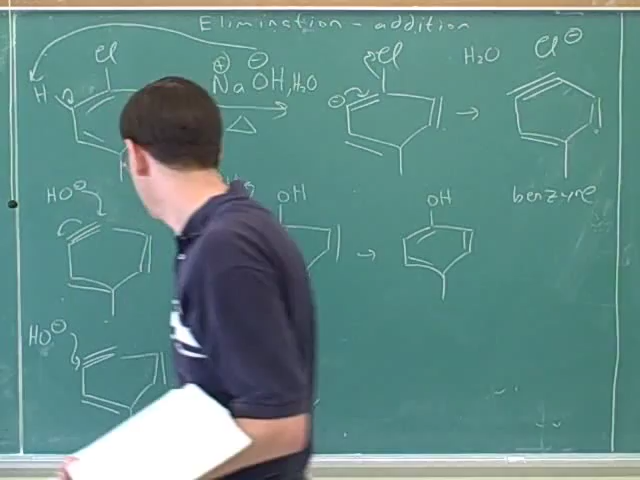 Elimination - addition
Cl
H
⊕ ⊖
NaOH, H₂O
△
Cl
⊖
H₂O
Cl⊖
benzyne
HO⊖
OH
OH
HO⊖